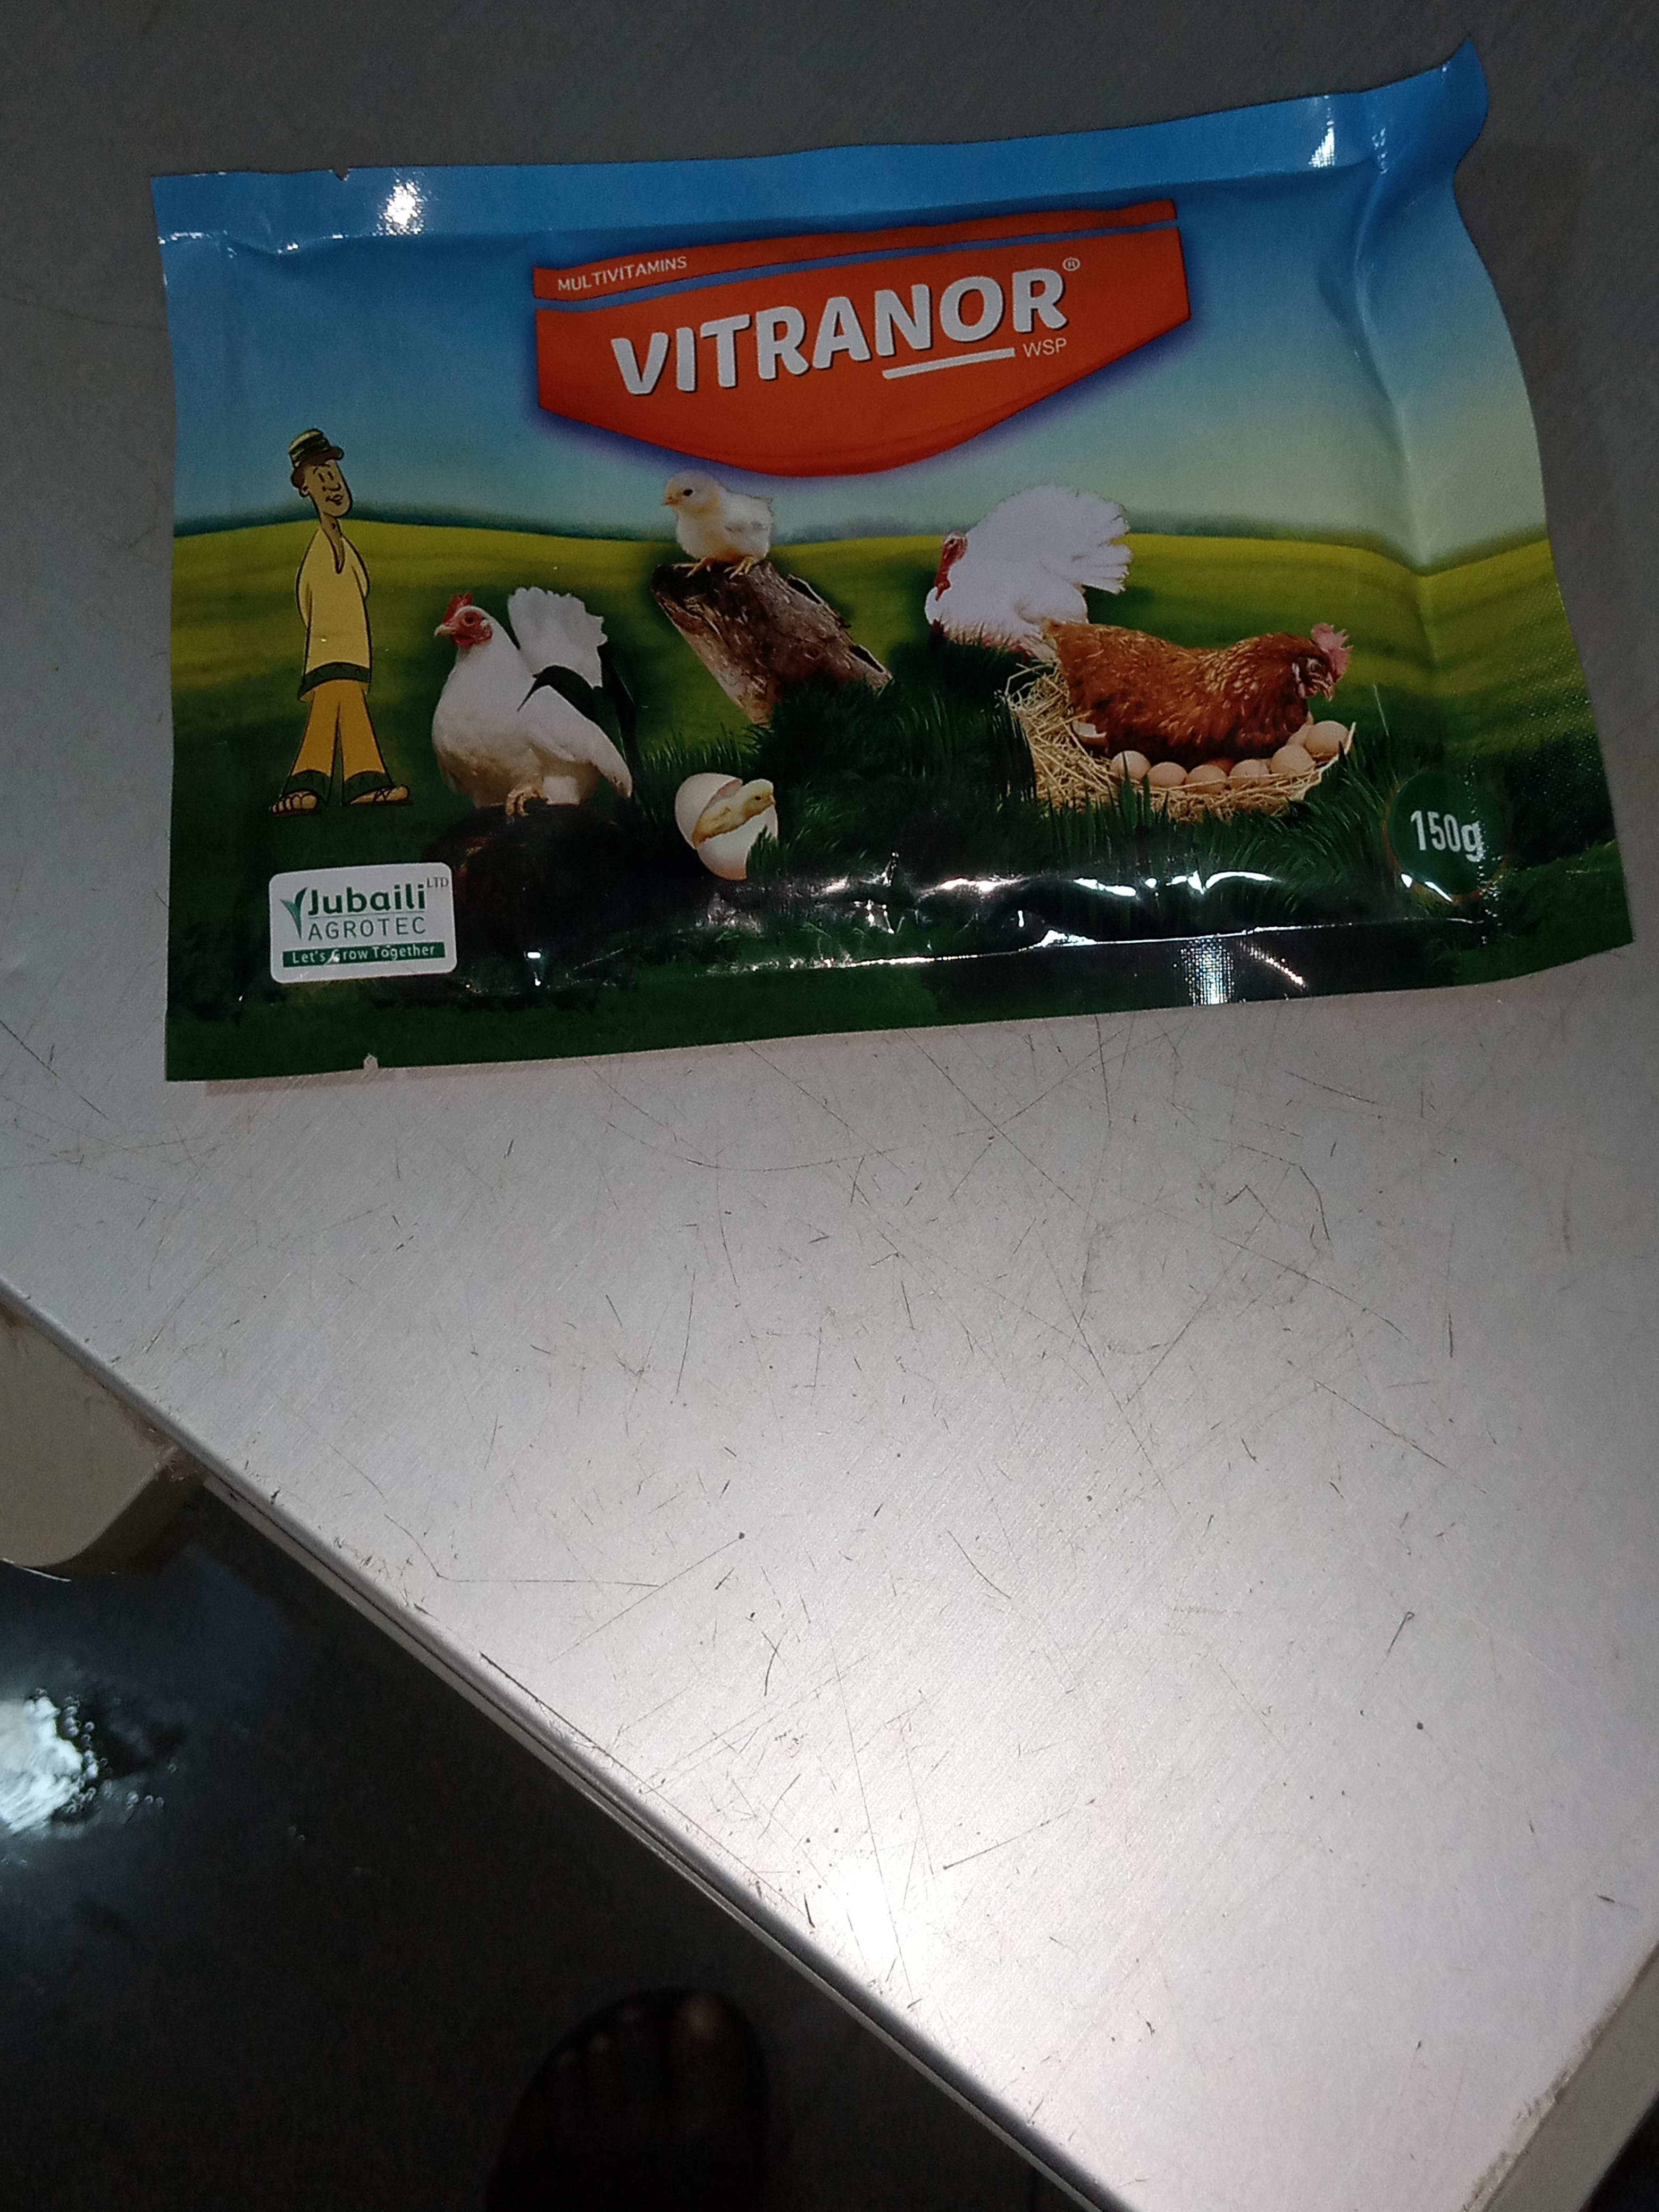 MULTIVITAMINS
VITRANOR®
WSP
150g
Jubaili LTD
AGROTEC
Let's Grow Together